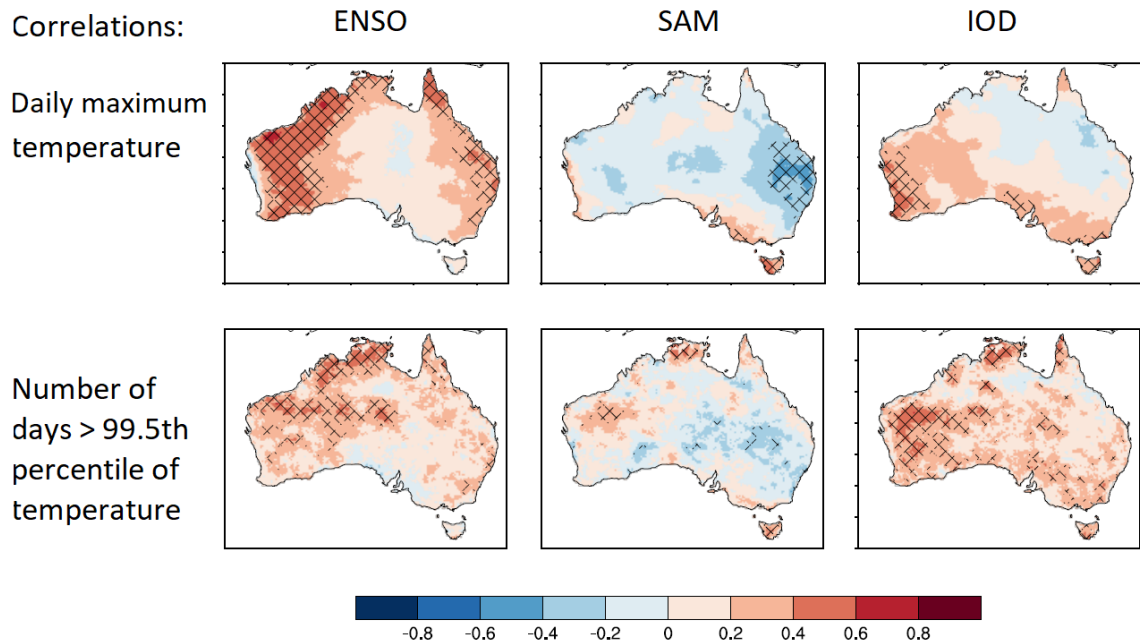 Correlations:
ENSO
SAM
IOD
Daily maximum
temperature
Number of
days > 99.5th
percentile of
temperature
-0.8 -0.6 -0.4 -0.2 0 0.2 0.4 0.6 0.8